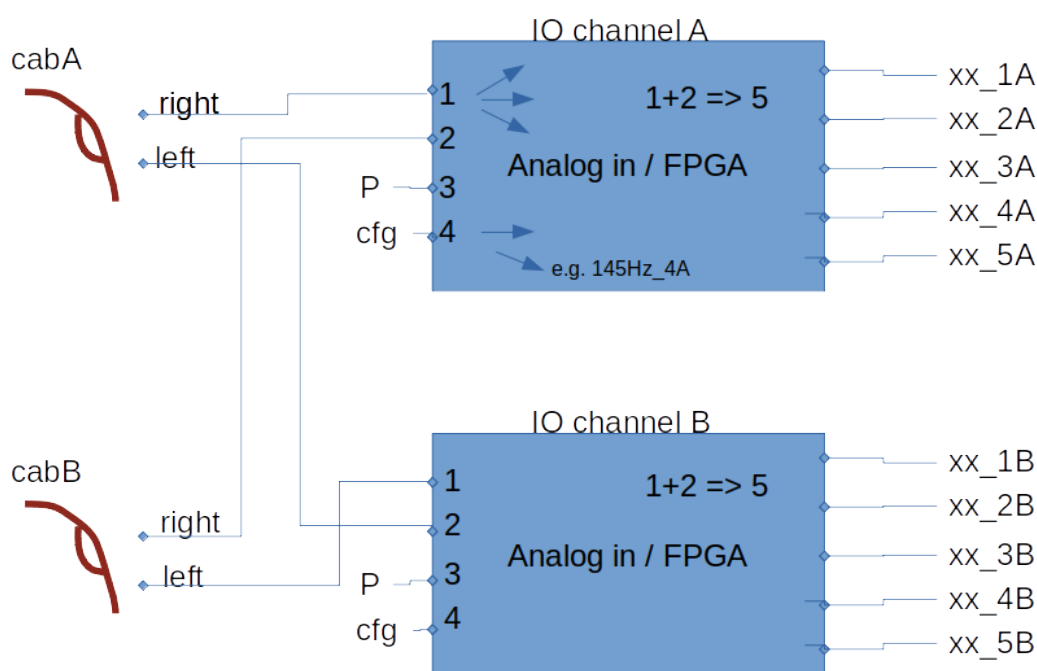 IO channel A
cabA
right
left
P
cfg
1
2
3
4
1+2 => 5
Analog in / FPGA
e.g. 145Hz_4A
xx_1A
xx_2A
xx_3A
xx_4A
xx_5A
IO channel B
cabB
right
left
P
cfg
1
2
3
4
1+2 => 5
Analog in / FPGA
xx_1B
xx_2B
xx_3B
xx_4B
xx_5B